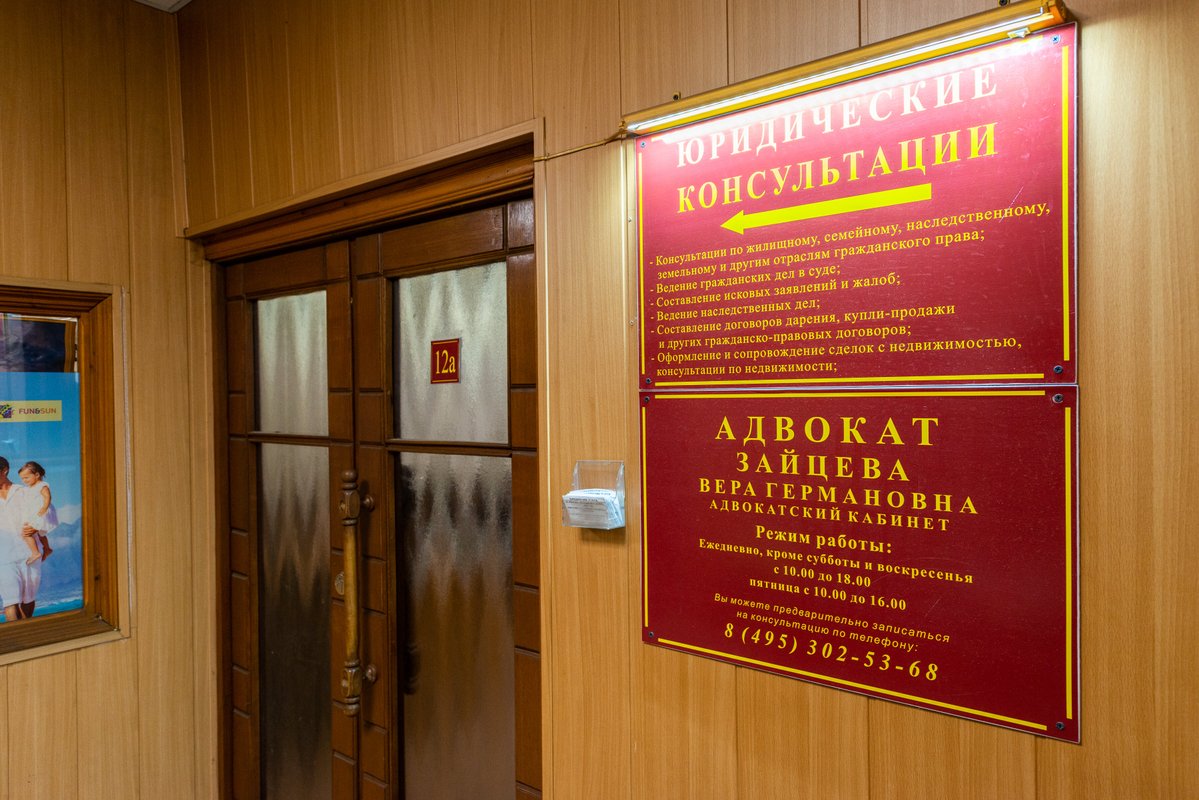 ЮРИДИЧЕСКИЕ
КОНСУЛЬТАЦИИ
- Консультации по жилищному, семейному, наследственному,
земельному и другим отраслям гражданского права;
- Ведение гражданских дел в суде;
- Составление исковых заявлений и жалоб;
- Ведение наследственных дел;
- Составление договоров дарения, купли-продажи
и других гражданско-правовых договоров;
- Оформление и сопровождение сделок с недвижимостью,
консультации по недвижимости;
АДВОКАТ
ЗАЙЦЕВА
ВЕРА ГЕРМАНОВНА
АДВОКАТСКИЙ КАБИНЕТ
Режим работы:
Ежедневно, кроме субботы и воскресенья
с 10.00 до 18.00
пятница с 10.00 до 16.00
Вы можете предварительно записаться
на консультацию по телефону:
8 (495) 302-53-68
12а
FUN&SUN